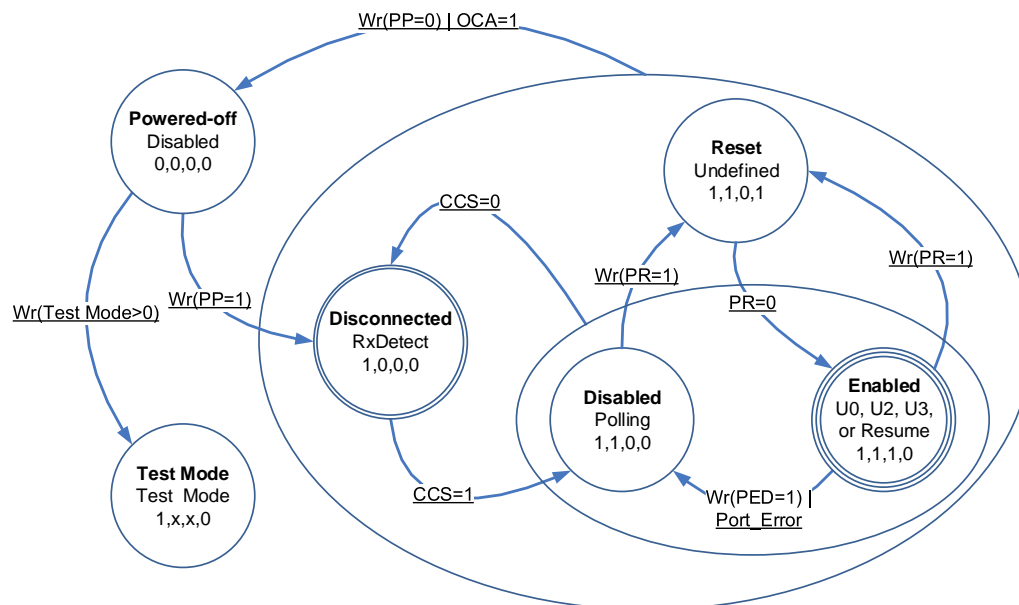 Wr(PP=0) | OCA=1
Powered-off
Disabled
0,0,0,0
Reset
Undefined
1,1,0,1
CCS=0
Wr(PR=1)
Wr(PR=1)
Wr(Test Mode>0)
Wr(PP=1)
PR=0
Disconnected
RxDetect
1,0,0,0
Disabled
Polling
1,1,0,0
Enabled
U0, U2, U3,
or Resume
1,1,1,0
Test Mode
Test Mode
1,x,x,0
CCS=1
Wr(PED=1) |
Port_Error